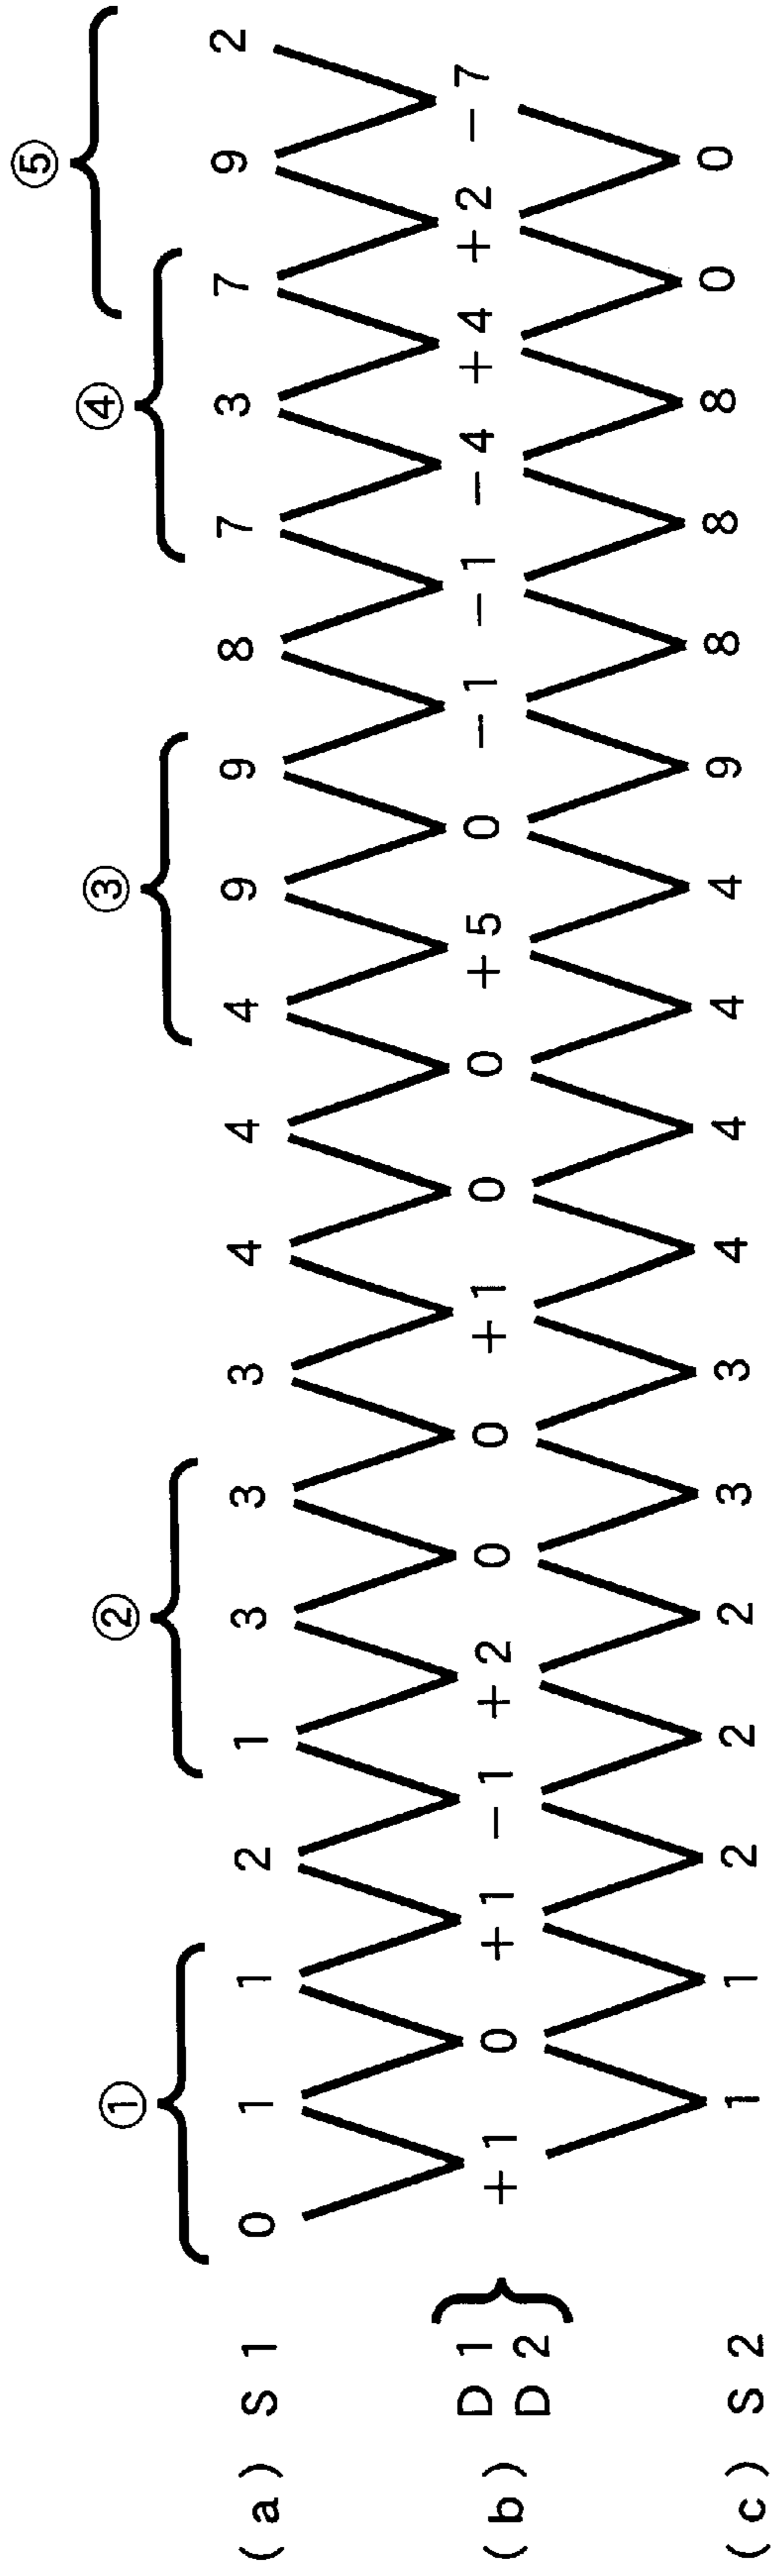 ① ② ③ ④ ⑤
(a) S1 0 1 1 2 1 3 3 3 4 4 4 9 9 8 7 3 7 9 2
(b) D1 D2 +1 0 +1 −1 +2 0 0 +1 0 0 +5 0 −1 −1 −4 +4 +2 −7
(c) S2 1 1 2 2 2 3 3 4 4 4 4 9 8 8 8 0 0